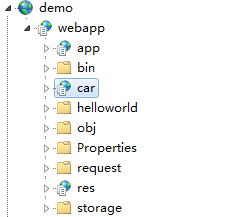 demo
webapp
app
bin
car
helloworld
obj
Properties
request
res
storage